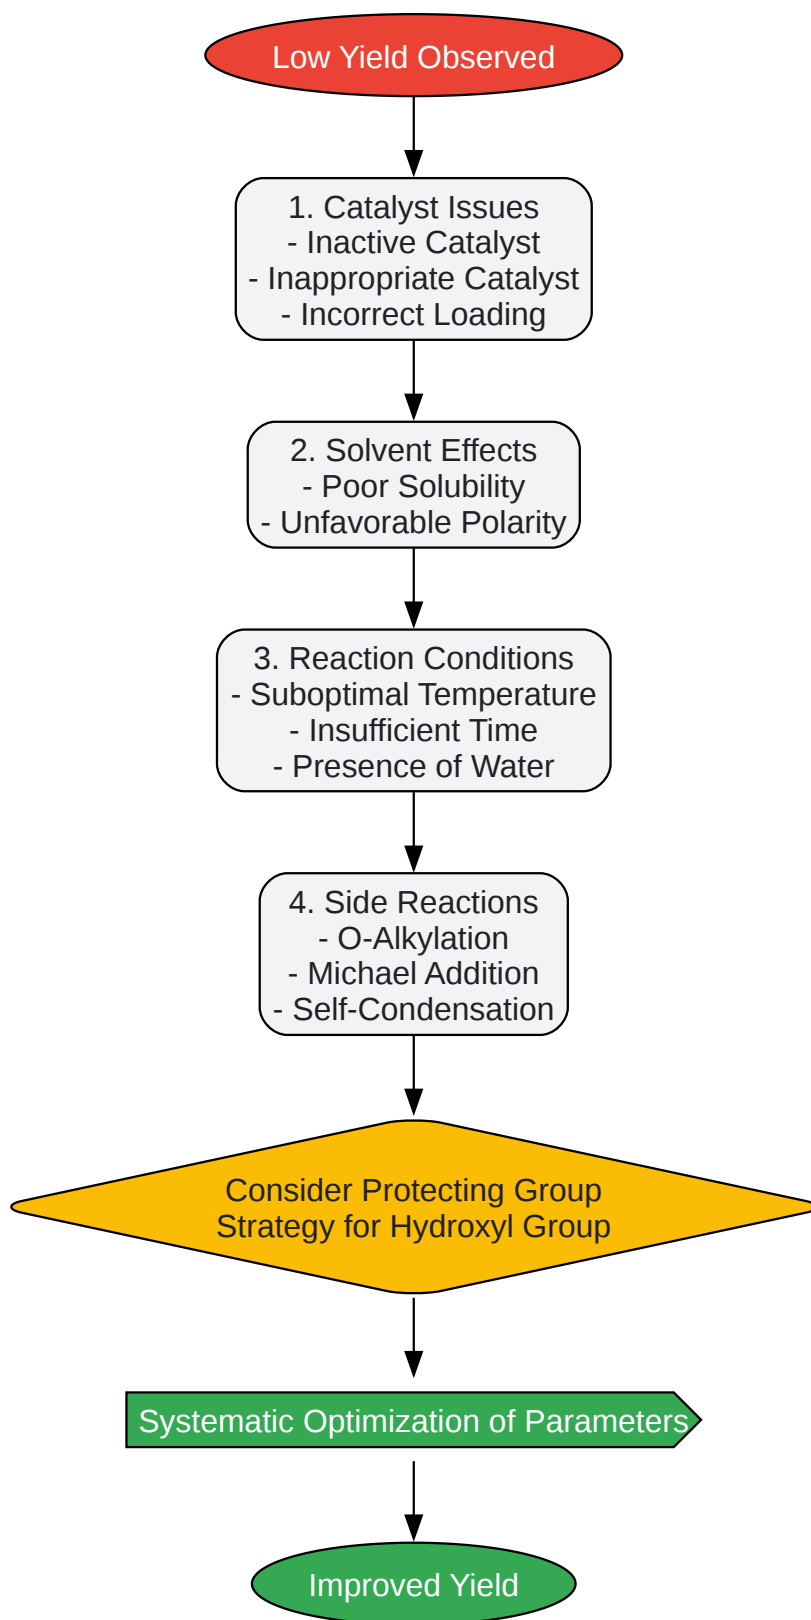 Low Yield Observed
1. Catalyst Issues
- Inactive Catalyst
- Inappropriate Catalyst
- Incorrect Loading
2. Solvent Effects
- Poor Solubility
- Unfavorable Polarity
3. Reaction Conditions
- Suboptimal Temperature
- Insufficient Time
- Presence of Water
4. Side Reactions
- O-Alkylation
- Michael Addition
- Self-Condensation
Consider Protecting Group
Strategy for Hydroxyl Group
Systematic Optimization of Parameters
Improved Yield